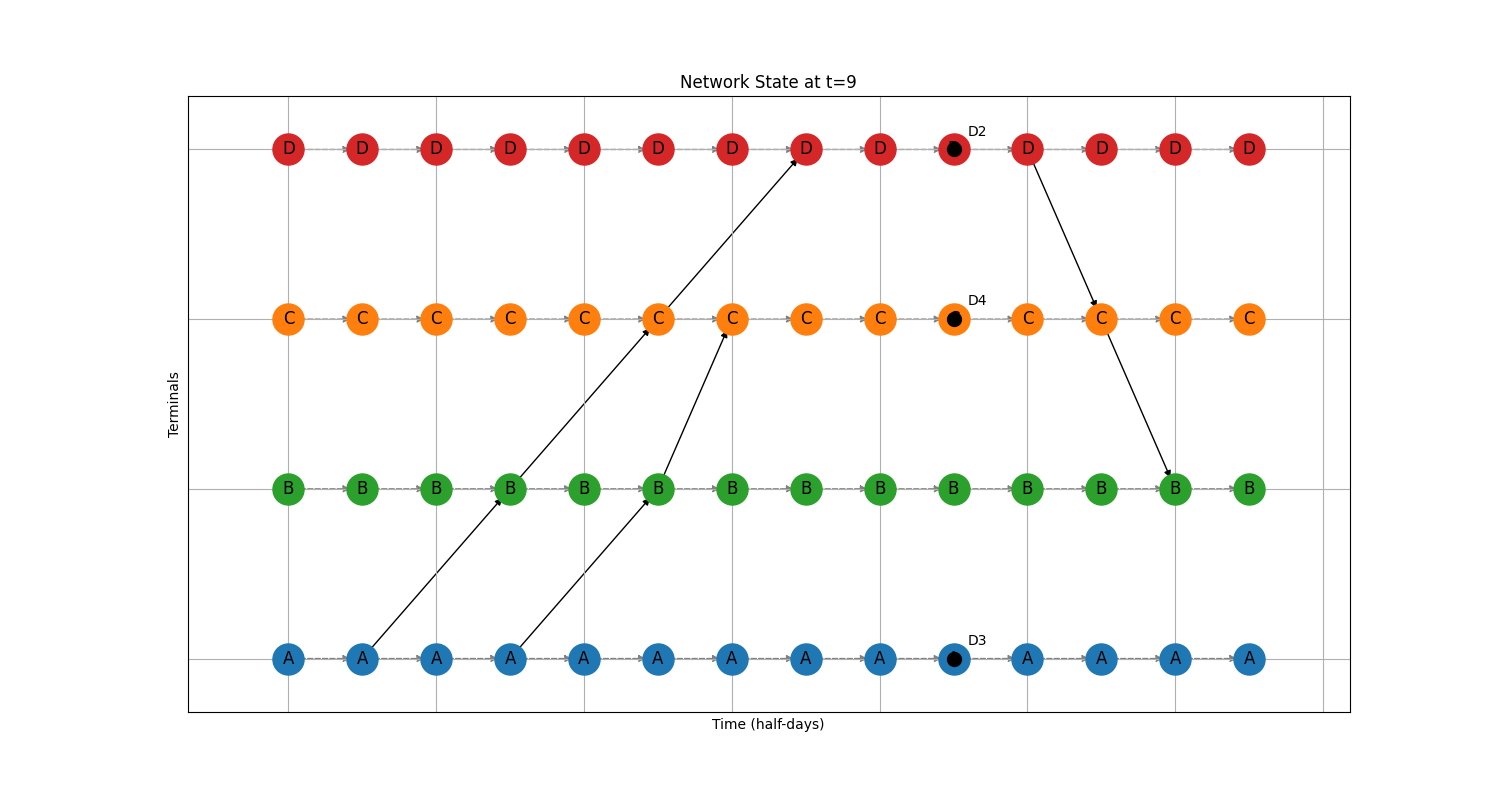 Network State at t=9
D2
D D D D D D D D D D D D D
D4
C C C C C C C C C C C C C
Terminals
B B B B B B B B B B B B B B
D3
A A A A A A A A A A A A A
Time (half-days)